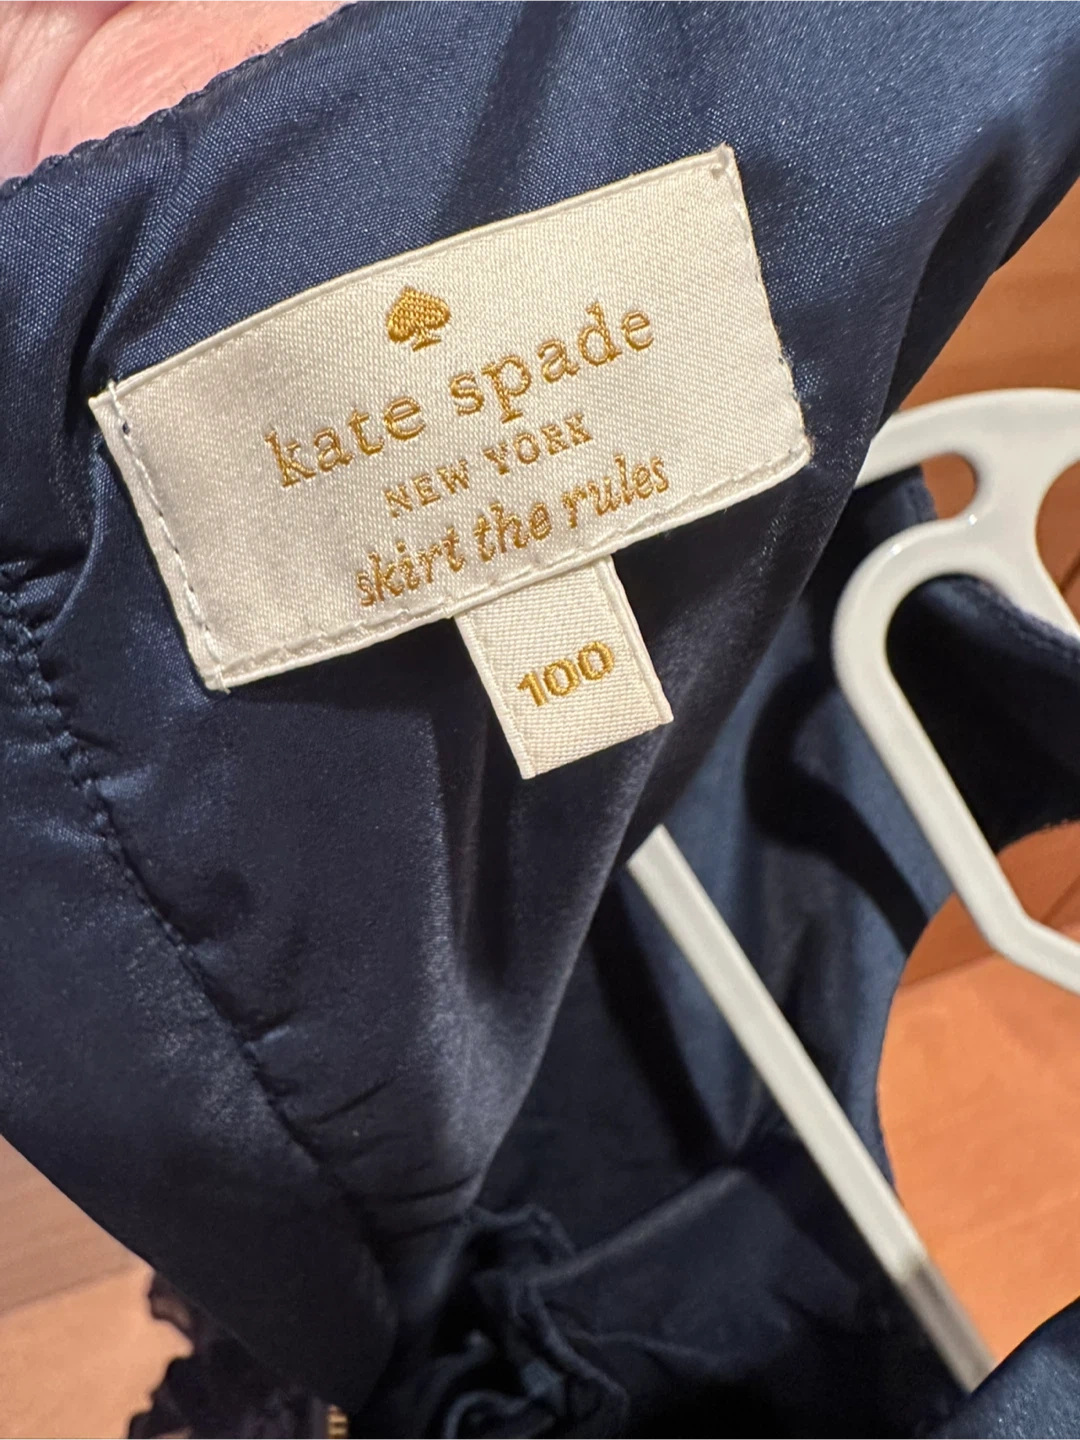 kate spade
NEW YORK
skirt the rules
100